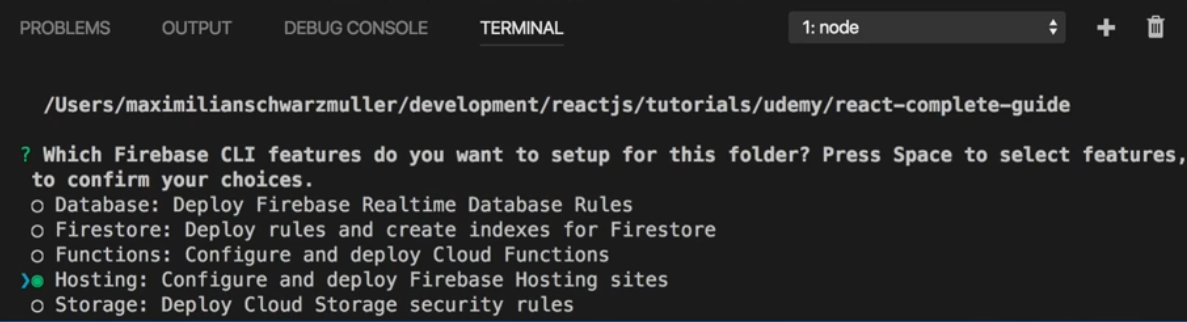 PROBLEMS OUTPUT DEBUG CONSOLE TERMINAL 1: node
/Users/maximilianschwarzmuller/development/reactjs/tutorials/udemy/react-complete-guide
? Which Firebase CLI features do you want to setup for this folder? Press Space to select features,
to confirm your choices.
○ Database: Deploy Firebase Realtime Database Rules
○ Firestore: Deploy rules and create indexes for Firestore
○ Functions: Configure and deploy Cloud Functions
❯◉ Hosting: Configure and deploy Firebase Hosting sites
○ Storage: Deploy Cloud Storage security rules